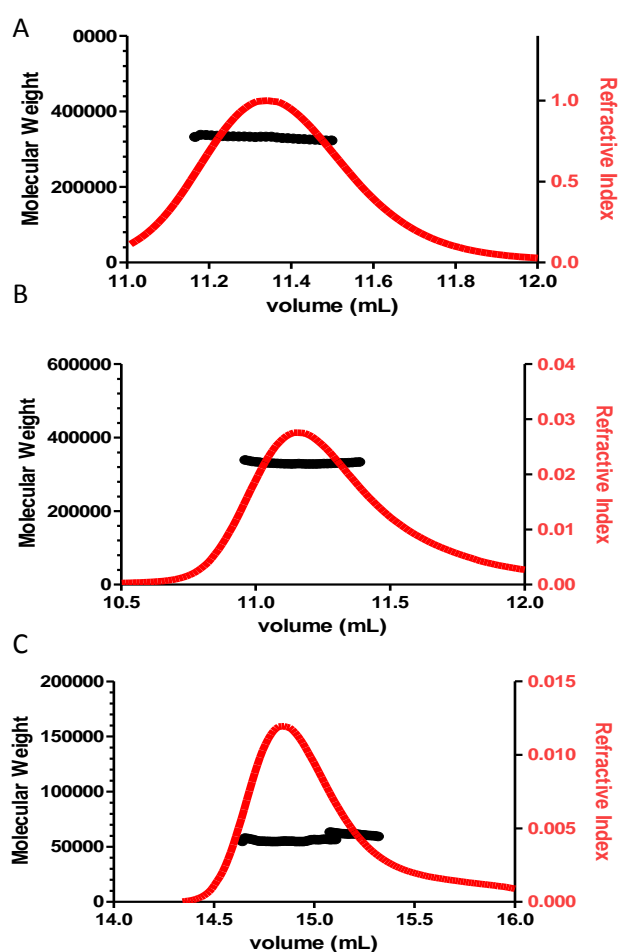 A
Molecular Weight
0000
400000
200000
0
Refractive Index
1.0
0.5
0.0
11.0 11.2 11.4 11.6 11.8 12.0
volume (mL)
B
Molecular Weight
600000
400000
200000
0
Refractive Index
0.04
0.03
0.02
0.01
0.00
10.5 11.0 11.5 12.0
volume (mL)
C
Molecular Weight
200000
150000
100000
50000
0
Refractive Index
0.015
0.010
0.005
0.000
14.0 14.5 15.0 15.5 16.0
volume (mL)